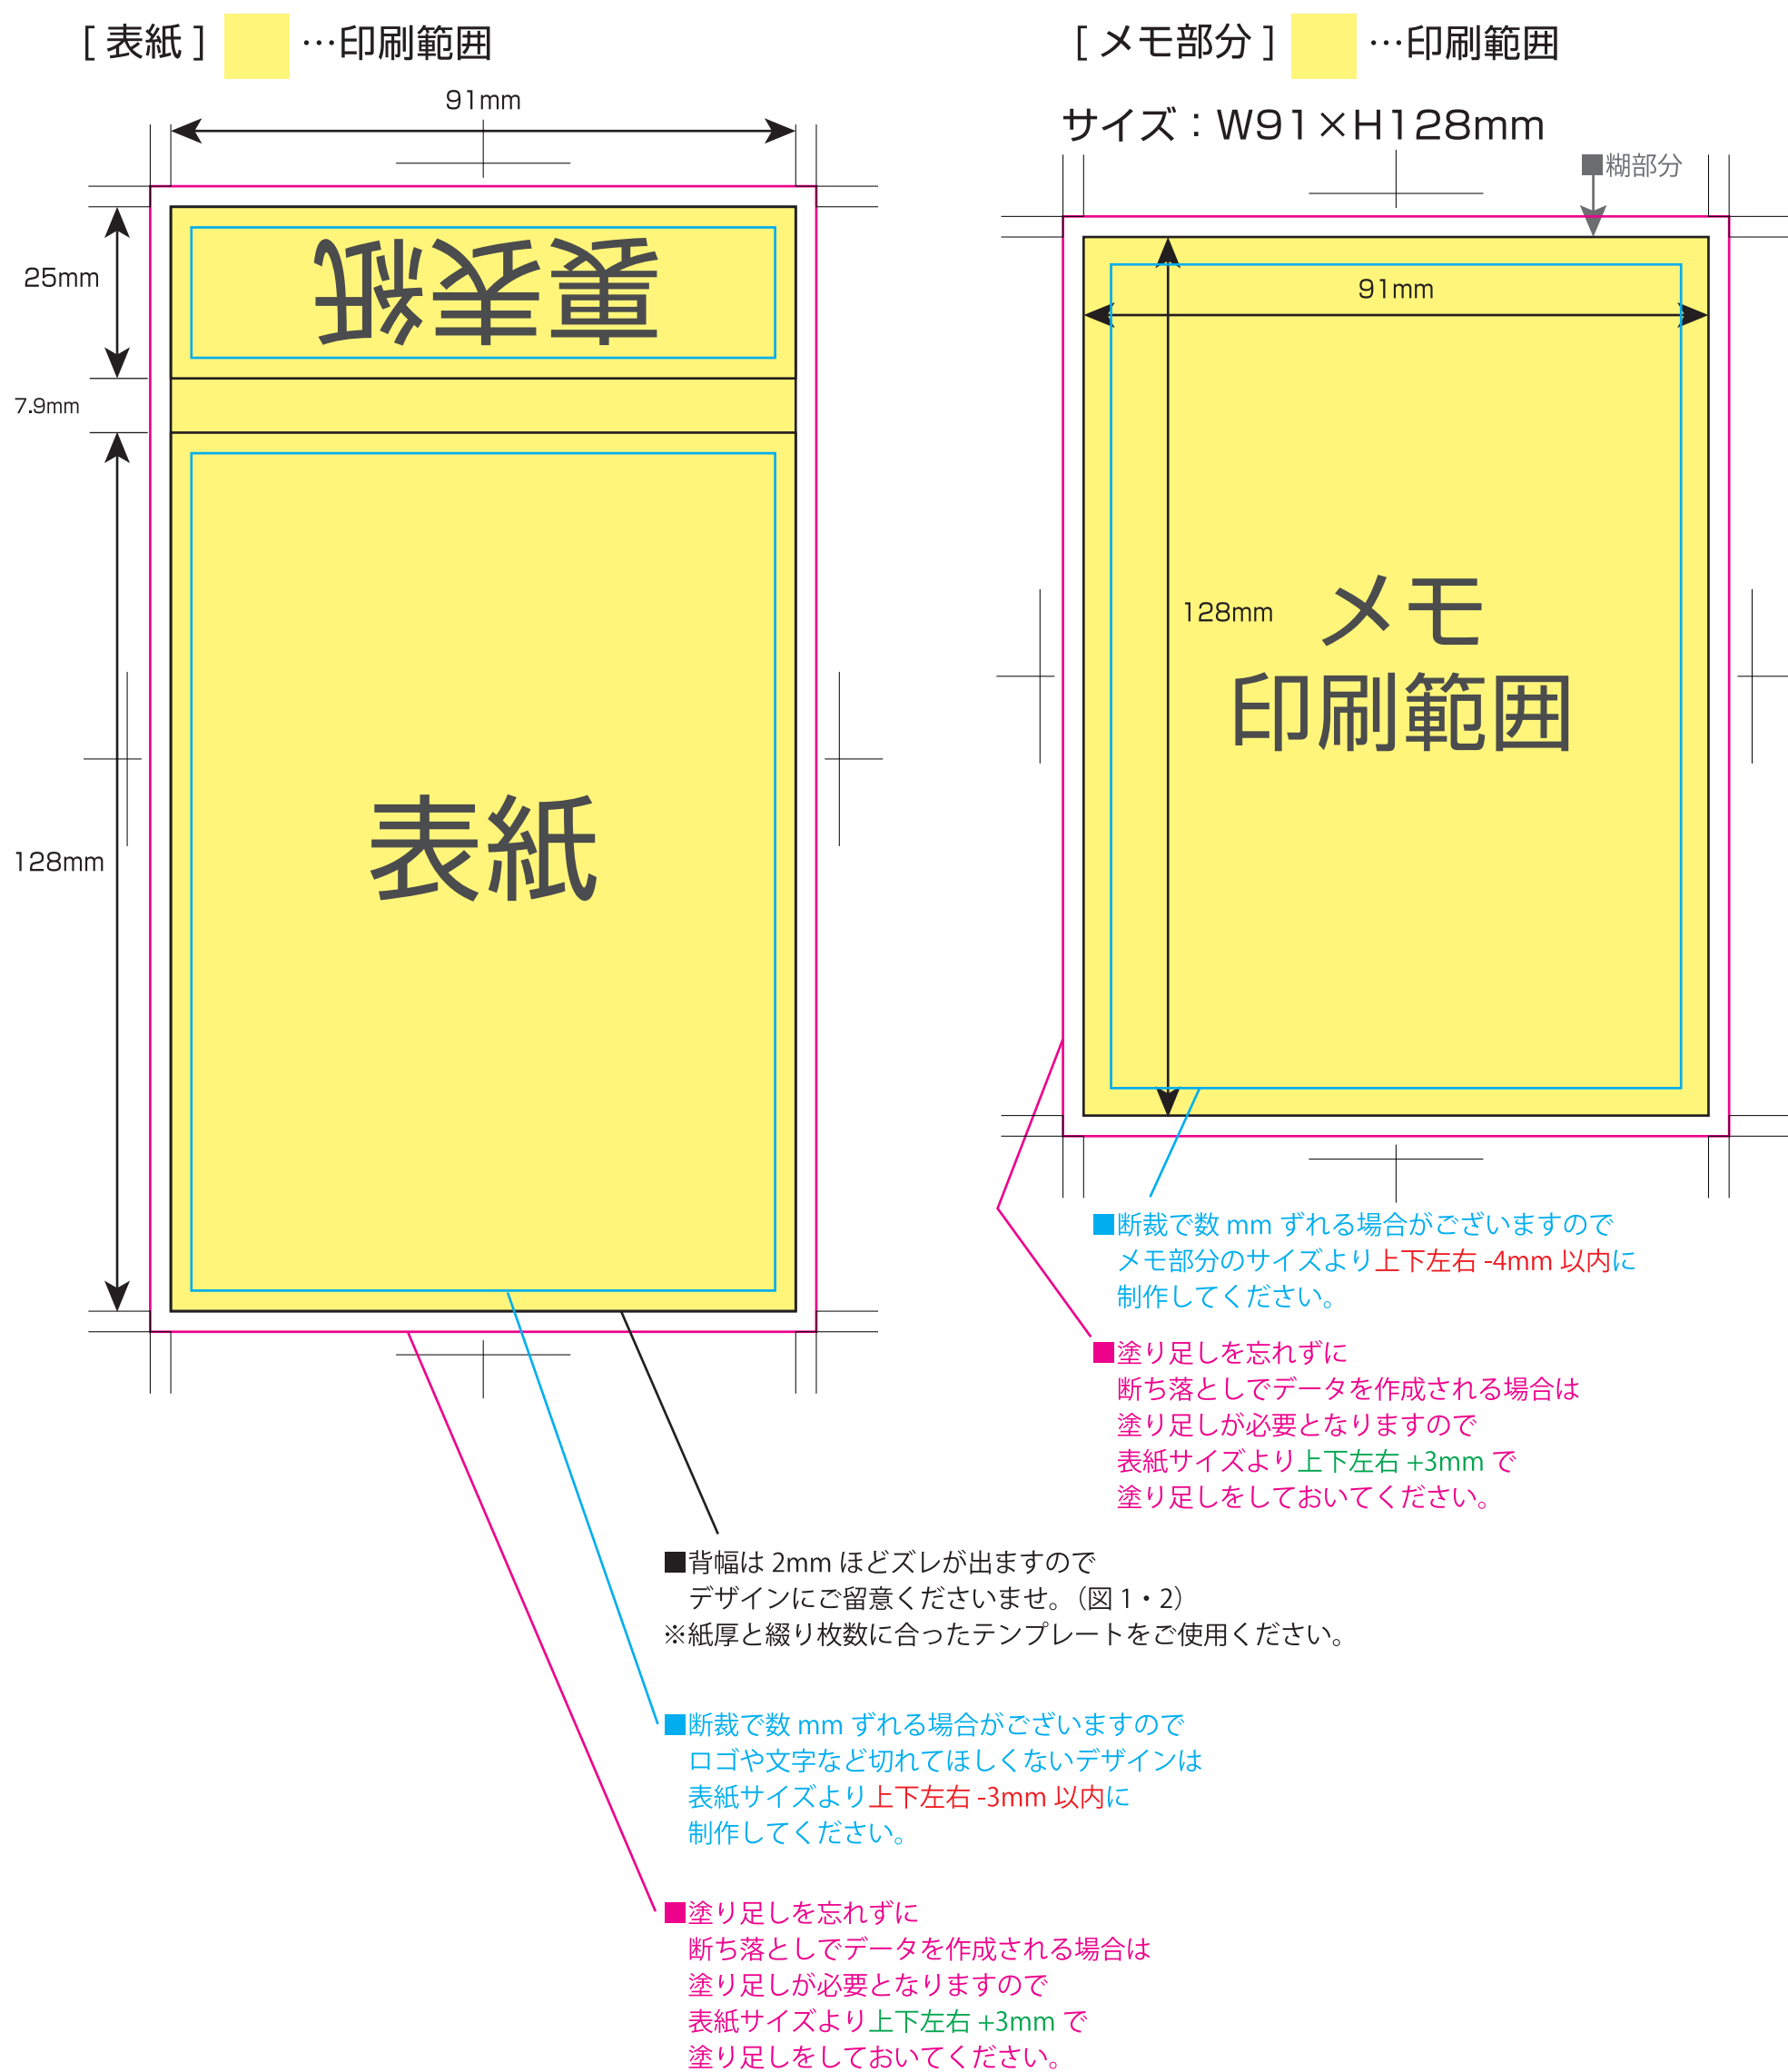 [ 表紙 ] …印刷範囲
91mm
25mm
裏表紙
7.9mm
128mm
表紙
[ メモ部分 ] …印刷範囲
サイズ：W91×H128mm
■糊部分
91mm
128mm
メモ
印刷範囲
■断裁で数 mm ずれる場合がございますので
メモ部分のサイズより上下左右 -4mm 以内に
制作してください。
■塗り足しを忘れずに
断ち落としでデータを作成される場合は
塗り足しが必要となりますので
表紙サイズより上下左右 +3mm で
塗り足しをしておいてください。
■背幅は 2mm ほどズレが出ますので
デザインにご留意くださいませ。（図 1・2）
※紙厚と綴り枚数に合ったテンプレートをご使用ください。
■断裁で数 mm ずれる場合がございますので
ロゴや文字など切れてほしくないデザインは
表紙サイズより上下左右 -3mm 以内に
制作してください。
■塗り足しを忘れずに
断ち落としでデータを作成される場合は
塗り足しが必要となりますので
表紙サイズより上下左右 +3mm で
塗り足しをしておいてください。